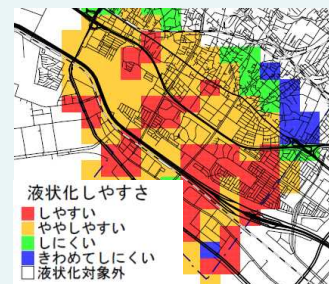 液状化しやすさ
しやすい
ややしやすい
しにくい
きわめてしにくい
液状化対象外